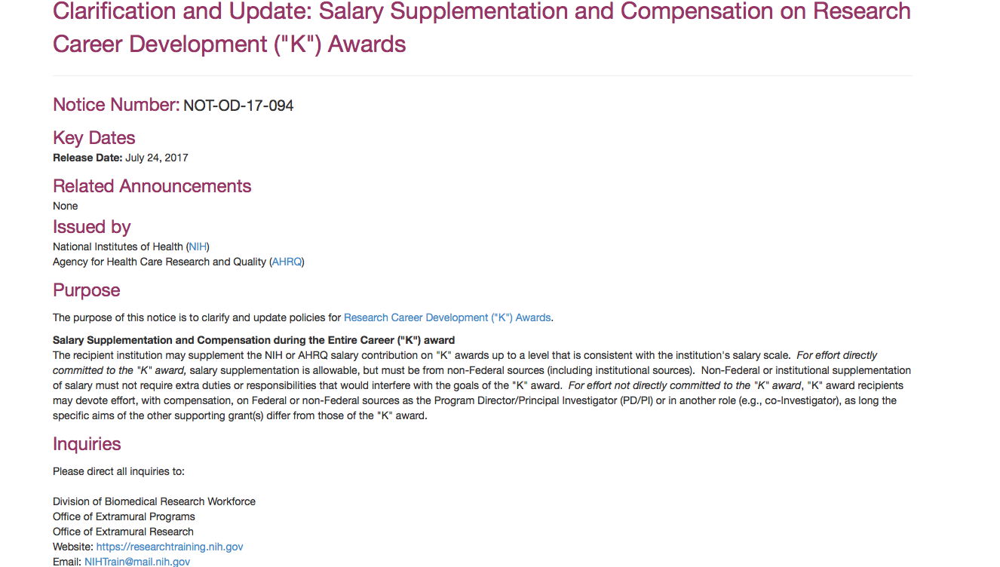 Clarification and Update: Salary Supplementation and Compensation on Research
Career Development ("K") Awards
Notice Number: NOT-OD-17-094
Key Dates
Release Date: July 24, 2017
Related Announcements
None
Issued by
National Institutes of Health (NIH)
Agency for Health Care Research and Quality (AHRQ)
Purpose
The purpose of this notice is to clarify and update policies for Research Career Development ("K") Awards.
Salary Supplementation and Compensation during the Entire Career ("K") award
The recipient institution may supplement the NIH or AHRQ salary contribution on "K" awards up to a level that is consistent with the institution's salary scale.  For effort directly
committed to the "K" award, salary supplementation is allowable, but must be from non-Federal sources (including institutional sources).  Non-Federal or institutional supplementation
of salary must not require extra duties or responsibilities that would interfere with the goals of the "K" award.  For effort not directly committed to the "K" award, "K" award recipients
may devote effort, with compensation, on Federal or non-Federal sources as the Program Director/Principal Investigator (PD/PI) or in another role (e.g., co-Investigator), as long the
specific aims of the other supporting grant(s) differ from those of the "K" award.
Inquiries
Please direct all inquiries to:
Division of Biomedical Research Workforce
Office of Extramural Programs
Office of Extramural Research
Website: https://researchtraining.nih.gov
Email: NIHTrain@mail.nih.gov